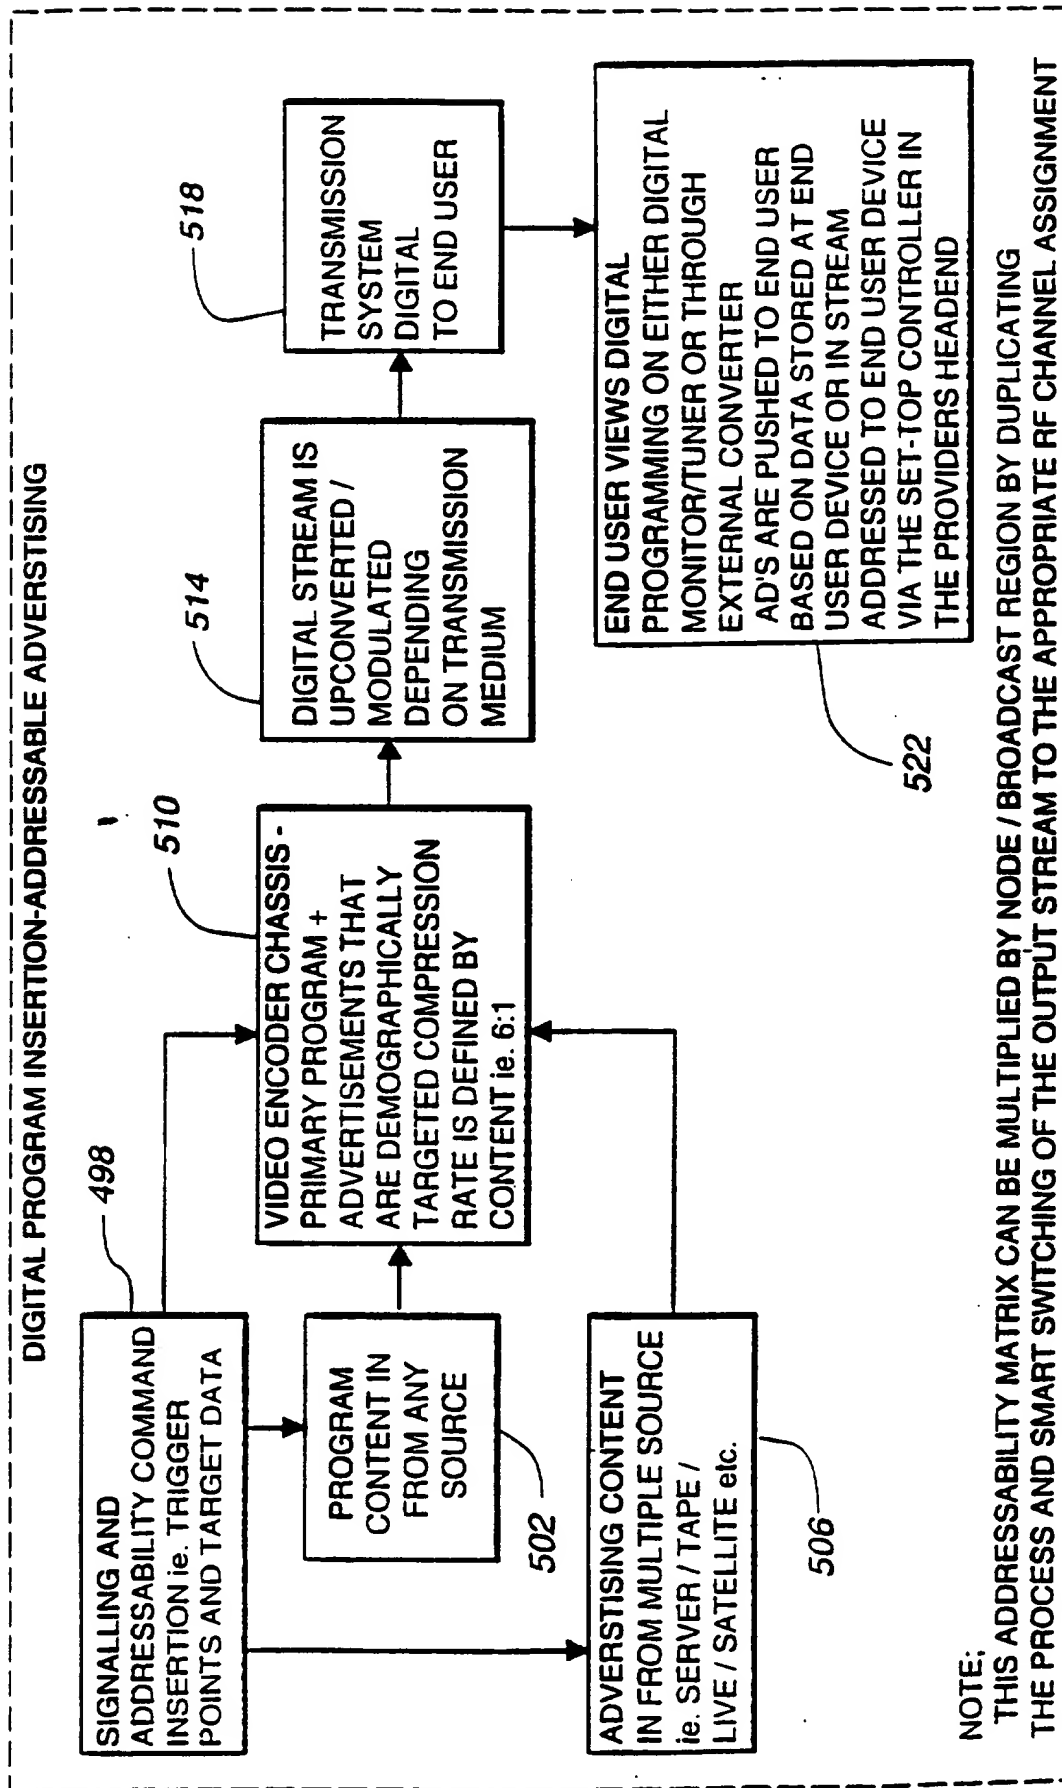 DIGITAL PROGRAM INSERTION-ADDRESSABLE ADVERSTISING
SIGNALLING AND
ADDRESSABILITY COMMAND
INSERTION ie. TRIGGER
POINTS AND TARGET DATA
498
PROGRAM
CONTENT IN
FROM ANY
SOURCE
502
ADVERSTISING CONTENT
IN FROM MULTIPLE SOURCE
ie. SERVER / TAPE /
LIVE / SATELLITE etc.
506
VIDEO ENCODER CHASSIS -
PRIMARY PROGRAM +
ADVERTISEMENTS THAT
ARE DEMOGRAPHICALLY
TARGETED COMPRESSION
RATE IS DEFINED BY
CONTENT ie. 6:1
510
DIGITAL STREAM IS
UPCONVERTED /
MODULATED
DEPENDING
ON TRANSMISSION
MEDIUM
514
TRANSMISSION
SYSTEM
DIGITAL
TO END USER
518
END USER VIEWS DIGITAL
PROGRAMMING ON EITHER DIGITAL
MONITOR/TUNER OR THROUGH
EXTERNAL CONVERTER
AD'S ARE PUSHED TO END USER
BASED ON DATA STORED AT END
USER DEVICE OR IN STREAM
ADDRESSED TO END USER DEVICE
VIA THE SET-TOP CONTROLLER IN
THE PROVIDERS HEADEND
522
NOTE;
THIS ADDRESSABILITY MATRIX CAN BE MULTIPLIED BY NODE / BROADCAST REGION BY DUPLICATING
THE PROCESS AND SMART SWITCHING OF THE OUTPUT STREAM TO THE APPROPRIATE RF CHANNEL ASSIGNMENT